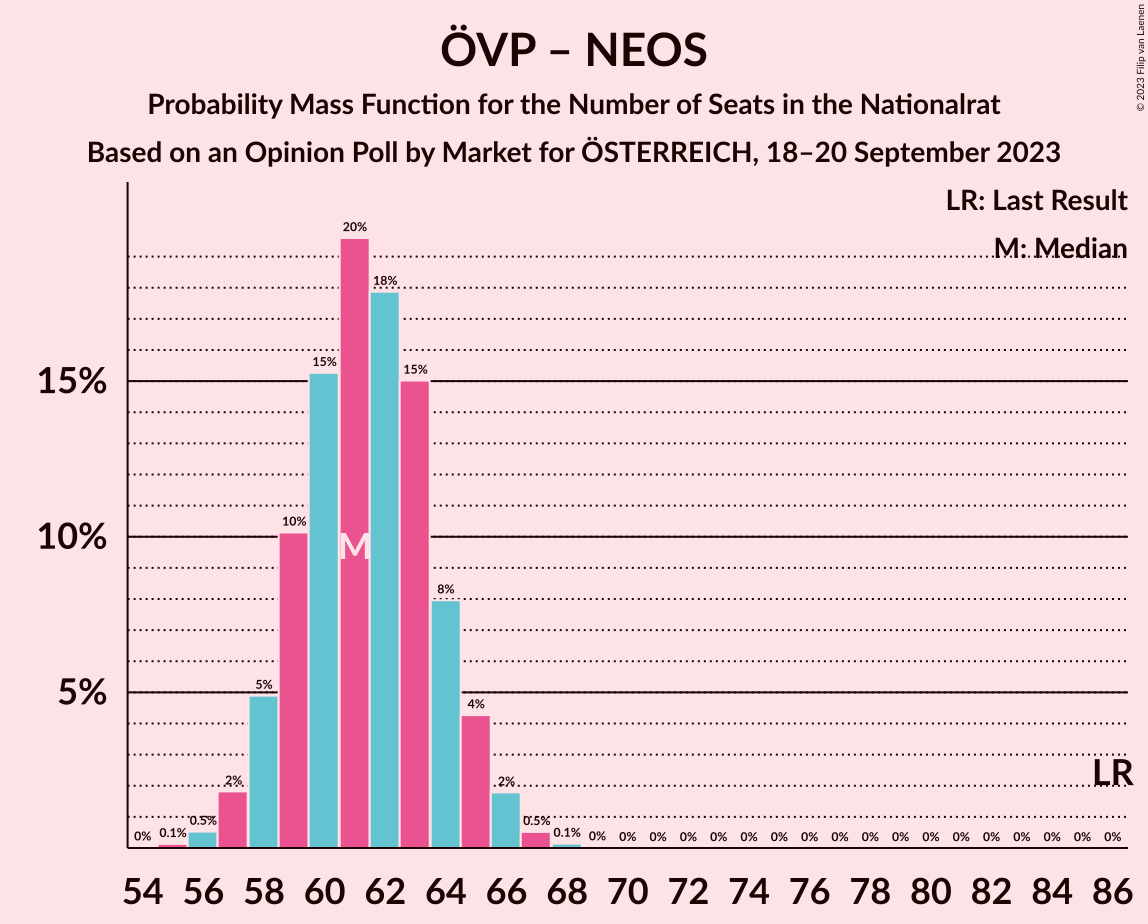 ÖVP – NEOS
Probability Mass Function for the Number of Seats in the Nationalrat
Based on an Opinion Poll by Market for ÖSTERREICH, 18–20 September 2023
© 2023 Filip van Laenen
LR: Last Result
M: Median
15%
10%
5%
0% 0.1% 0.5% 2% 5% 10% 15% 20% 18% 15% 8% 4% 2% 0.5% 0.1% 0% 0% 0% 0% 0% 0% 0% 0% 0% 0% 0% 0% 0% 0% 0% 0% 0% 0%
M
LR
54 56 58 60 62 64 66 68 70 72 74 76 78 80 82 84 86